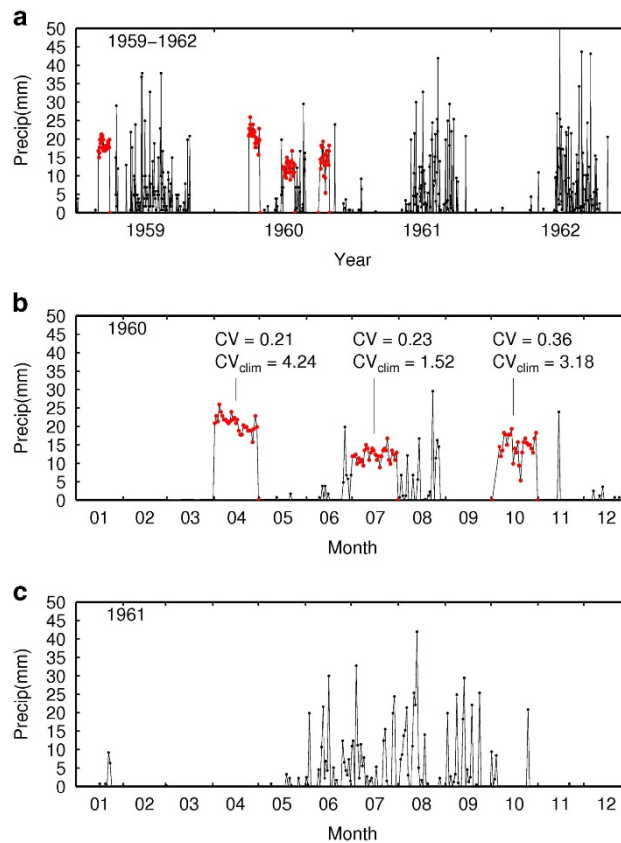 a
1959–1962
Precip(mm)
50
45
40
35
30
25
20
15
10
5
0
1959 1960 1961 1962
Year
b
1960
CV = 0.21 CV = 0.23 CV = 0.36
CVclim = 4.24 CVclim = 1.52 CVclim = 3.18
Precip(mm)
50
45
40
35
30
25
20
15
10
5
0
01 02 03 04 05 06 07 08 09 10 11 12
Month
c
1961
Precip(mm)
50
45
40
35
30
25
20
15
10
5
0
01 02 03 04 05 06 07 08 09 10 11 12
Month